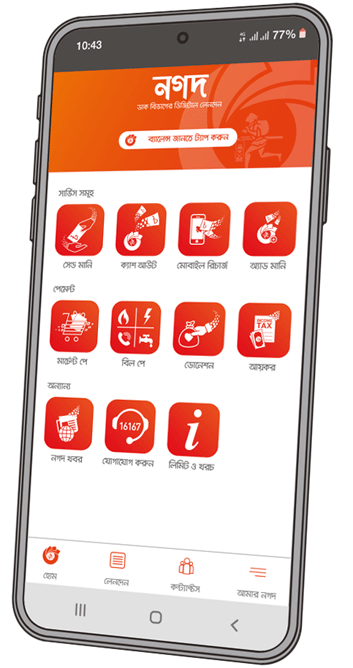 10:43
4G
77%
নগদ
ডাক বিভাগের ডিজিটাল লেনদেন
ব্যালেন্স জানতে ট্যাপ করুন
সার্ভিস সমূহ
সেন্ড মানি
ক্যাশ আউট
মোবাইল রিচার্জ
অ্যাড মানি
পেমেন্ট
মার্চেন্ট পে
বিল পে
ডোনেশন
INCOME
TAX
আয়কর
অন্যান্য
নগদ খবর
16167
যোগাযোগ করুন
i
লিমিট ও খরচ
হোম
লেনদেন
কন্ট্যাক্টস
আমার নগদ